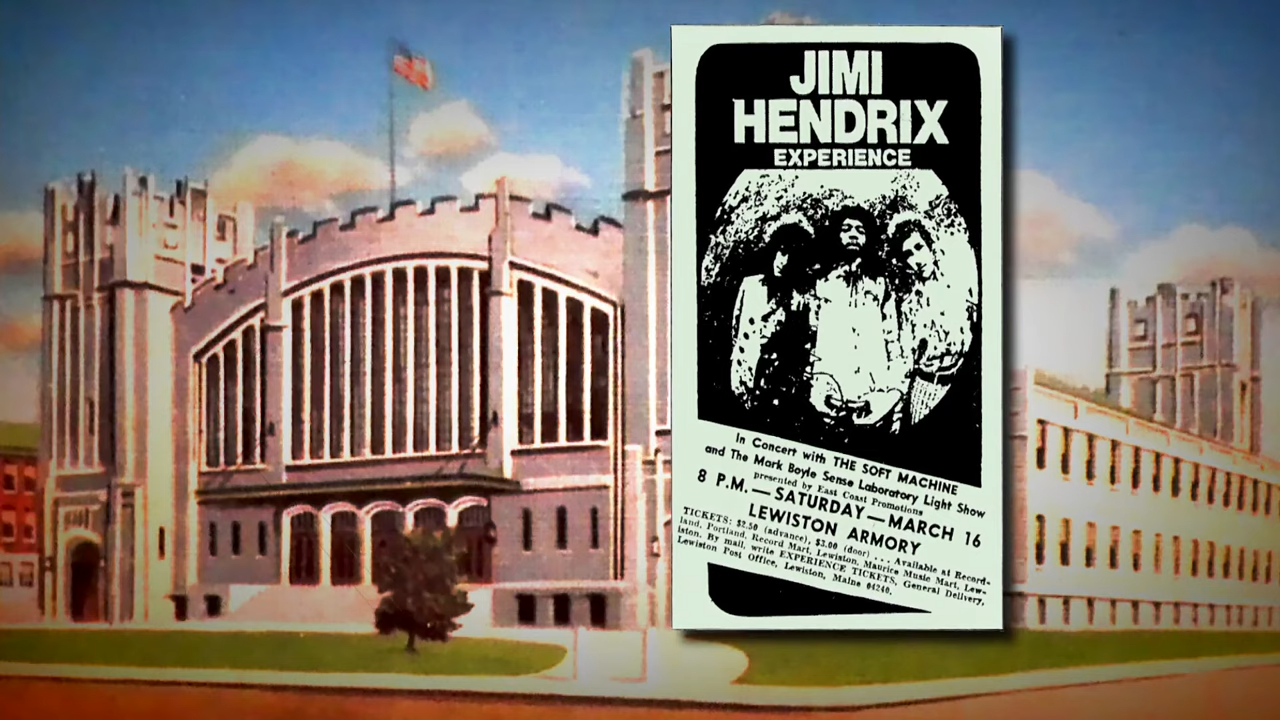 JIMI
HENDRIX
EXPERIENCE
In Concert with THE SOFT MACHINE
and The Mark Boyle Sense Laboratory Light Show
presented by East Coast Promotions
8 P.M. — SATURDAY — MARCH 16
LEWISTON ARMORY
TICKETS: $2.50 (advance), $3.00 (door) . . . Available at Record-
land, Portland, Record Mart, Lewiston, Maurice Music Mart, Lew-
iston. By mail, write EXPERIENCE TICKETS, General Delivery,
Lewiston Post Office, Lewiston, Maine 04240.